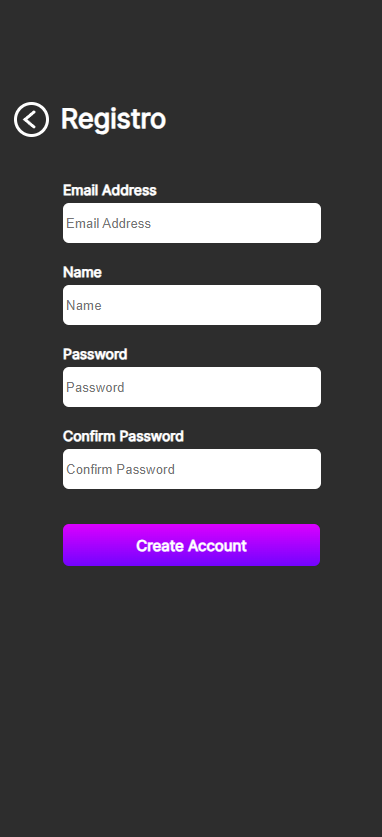 Registro
Email Address
Email Address
Name
Name
Password
Password
Confirm Password
Confirm Password
Create Account